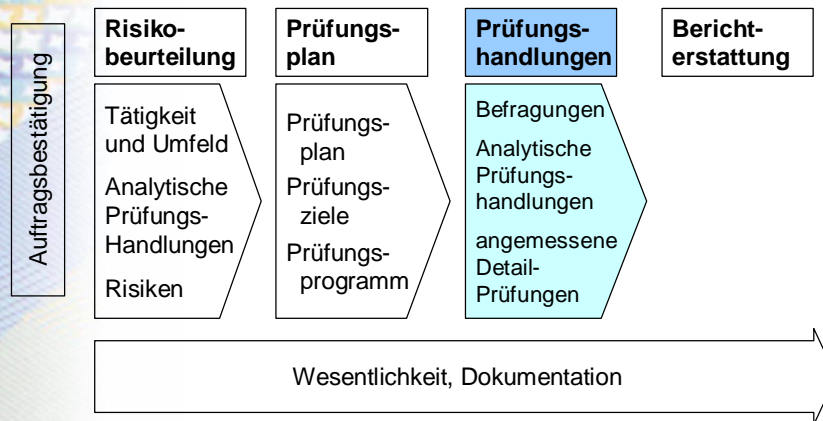 Auftragsbestätigung
Risiko-
beurteilung
Prüfungs-
plan
Prüfungs-
handlungen
Bericht-
erstattung
Tätigkeit
und Umfeld
Analytische
Prüfungs-
Handlungen
Risiken
Prüfungs-
plan
Prüfungs-
ziele
Prüfungs-
programm
Befragungen
Analytische
Prüfungs-
handlungen
angemessene
Detail-
Prüfungen
Wesentlichkeit, Dokumentation